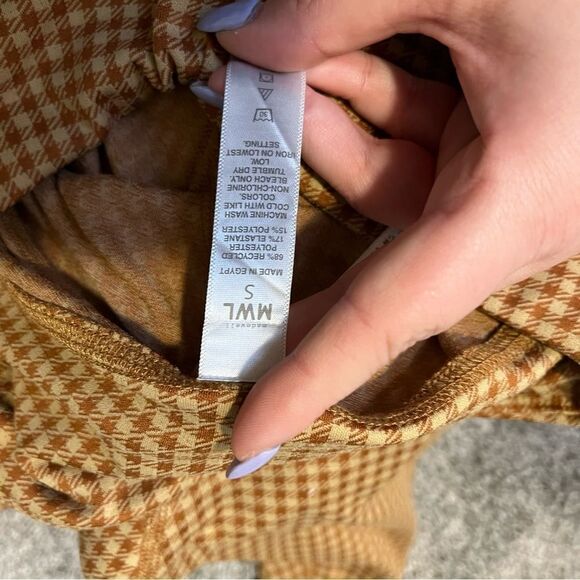 madewell
MWL
S
MADE IN EGYPT
68% RECYCLED
POLYESTER
17% ELASTANE
15% POLYESTER
MACHINE WASH
COLD WITH LIKE
COLORS.
NON-CHLORINE
BLEACH ONLY.
TUMBLE DRY
LOW.
IRON ON LOWEST
SETTING.
30